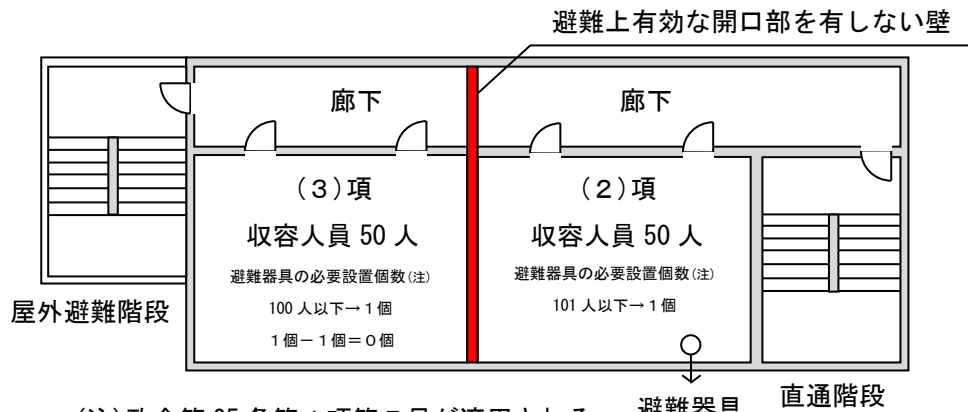 避難上有効な開口部を有しない壁
廊下
廊下
(3)項
収容人員 50 人
避難器具の必要設置個数(注)
100 人以下→1個
1個－1個＝0個
(2)項
収容人員 50 人
避難器具の必要設置個数(注)
101 人以下→1個
屋外避難階段
直通階段
避難器具